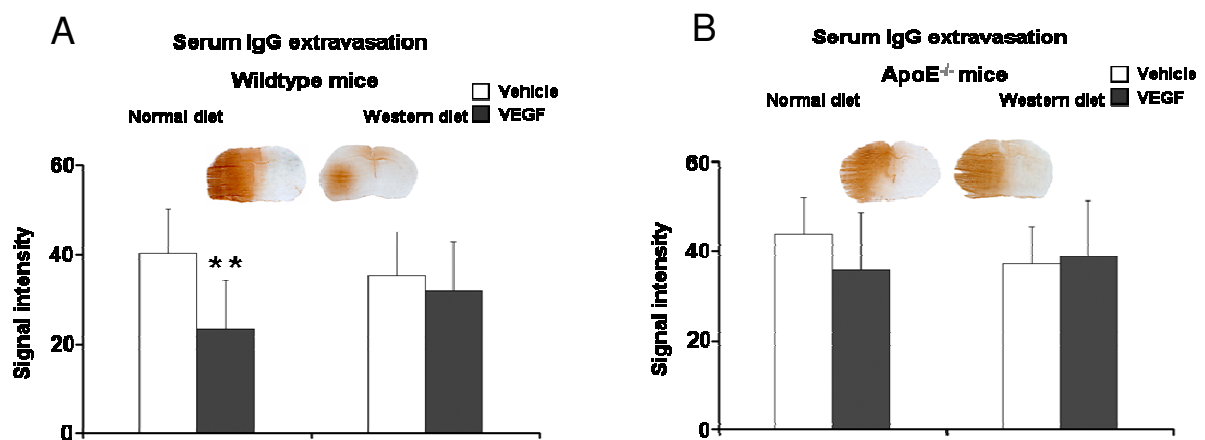 A
Serum IgG extravasation
Wildtype mice
Vehicle
VEGF
Normal diet
Western diet
60
40
20
0
Signal intensity
**
B
Serum IgG extravasation
ApoE-/- mice
Vehicle
VEGF
Normal diet
Western diet
60
40
20
0
Signal intensity